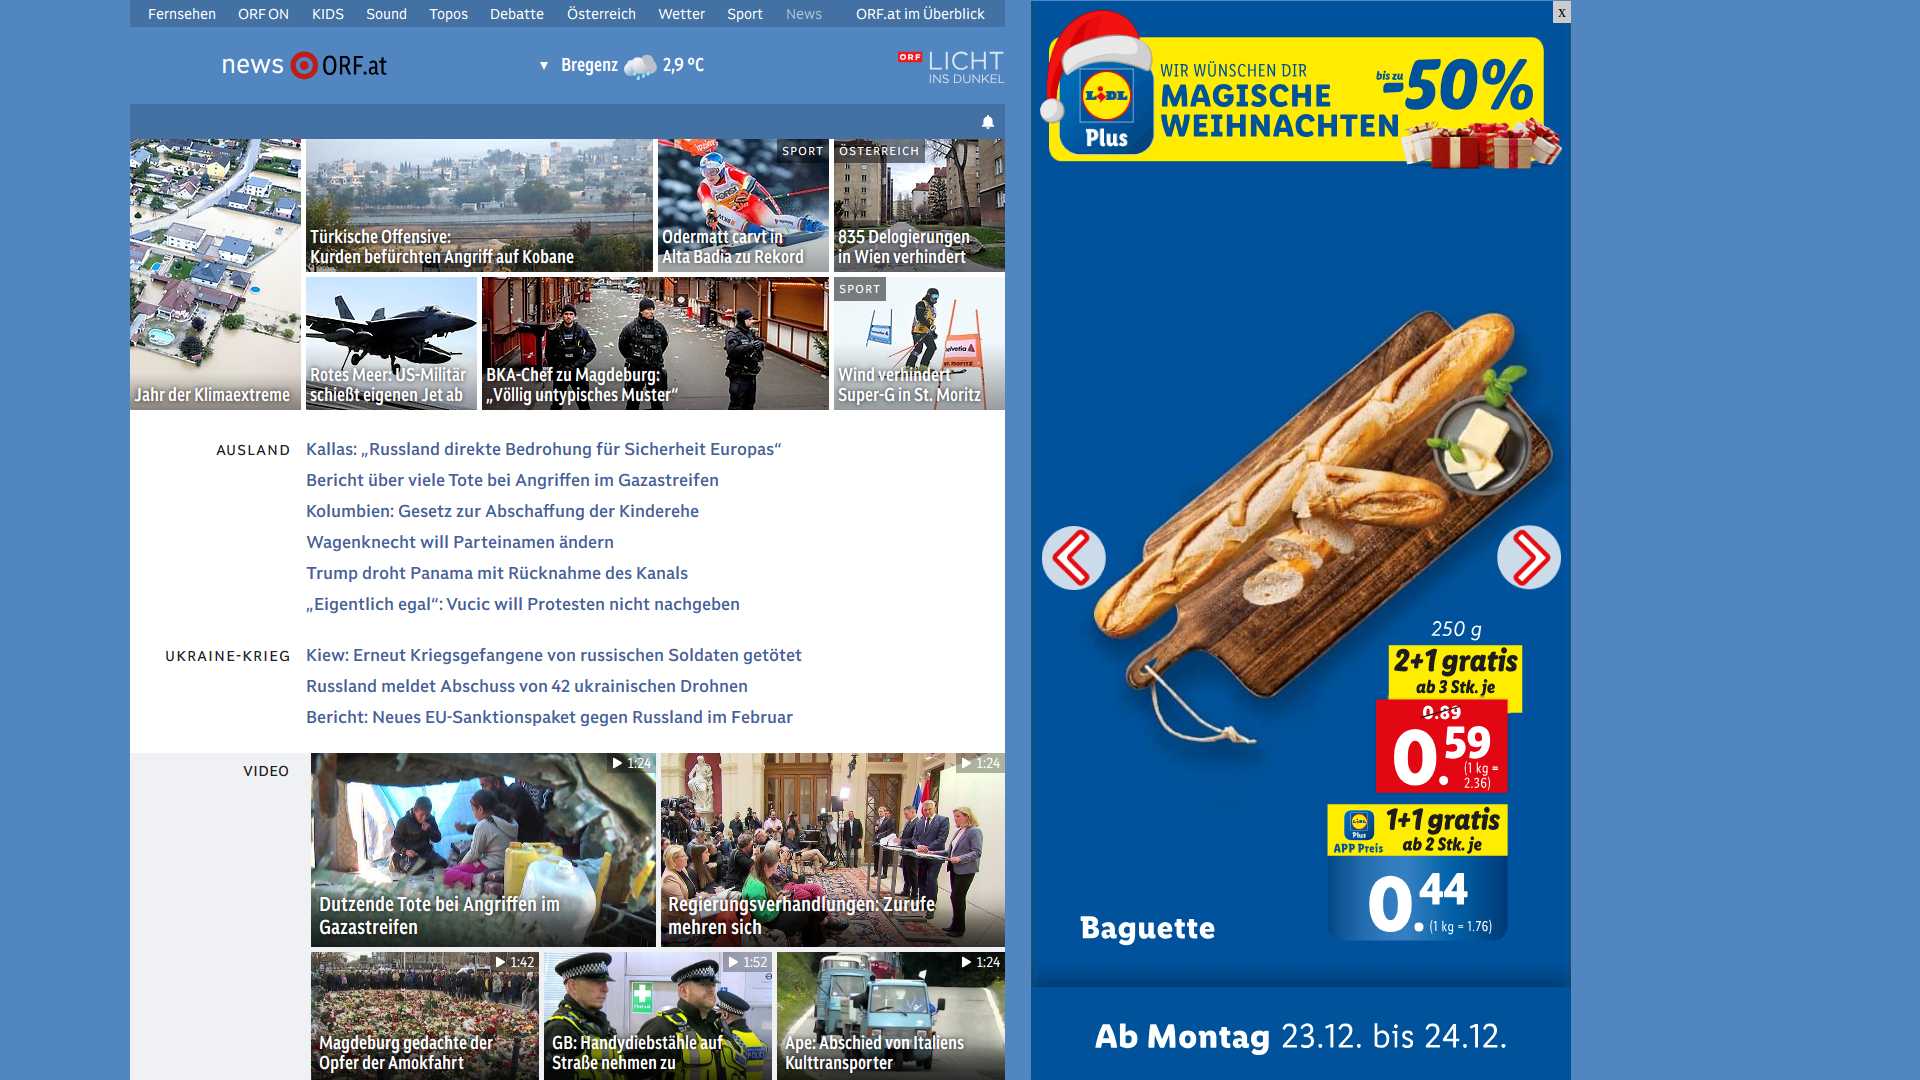 Fernsehen ORF ON KIDS Sound Topos Debatte Österreich Wetter Sport News ORF.at im Überblick
news ORF.at
Bregenz 2,9 °C
ORF LICHT
INS DUNKEL
Jahr der Klimaextreme
Türkische Offensive:
Kurden befürchten Angriff auf Kobane
SPORT
Odermatt carvt in
Alta Badia zu Rekord
ÖSTERREICH
835 Delogierungen
in Wien verhindert
Rotes Meer: US-Militär
schießt eigenen Jet ab
BKA-Chef zu Magdeburg:
„Völlig untypisches Muster“
SPORT
Wind verhindert
Super-G in St. Moritz
AUSLAND
Kallas: „Russland direkte Bedrohung für Sicherheit Europas“
Bericht über viele Tote bei Angriffen im Gazastreifen
Kolumbien: Gesetz zur Abschaffung der Kinderehe
Wagenknecht will Parteinamen ändern
Trump droht Panama mit Rücknahme des Kanals
„Eigentlich egal“: Vucic will Protesten nicht nachgeben
UKRAINE-KRIEG
Kiew: Erneut Kriegsgefangene von russischen Soldaten getötet
Russland meldet Abschuss von 42 ukrainischen Drohnen
Bericht: Neues EU-Sanktionspaket gegen Russland im Februar
VIDEO
1:24
Dutzende Tote bei Angriffen im
Gazastreifen
1:24
Regierungsverhandlungen: Zurufe
mehren sich
1:42
Magdeburg gedachte der
Opfer der Amokfahrt
1:52
GB: Handydiebstähle auf
Straße nehmen zu
1:24
Ape: Abschied von Italiens
Kulttransporter
x
LIDL
Plus
WIR WÜNSCHEN DIR
MAGISCHE
WEIHNACHTEN
bis zu
-50%
250 g
2+1 gratis
ab 3 Stk. je
0.89
0.59
(1 kg =
2.36)
LIDL
Plus
APP Preis
1+1 gratis
ab 2 Stk. je
0.44
(1 kg = 1.76)
Baguette
Ab Montag 23.12. bis 24.12.